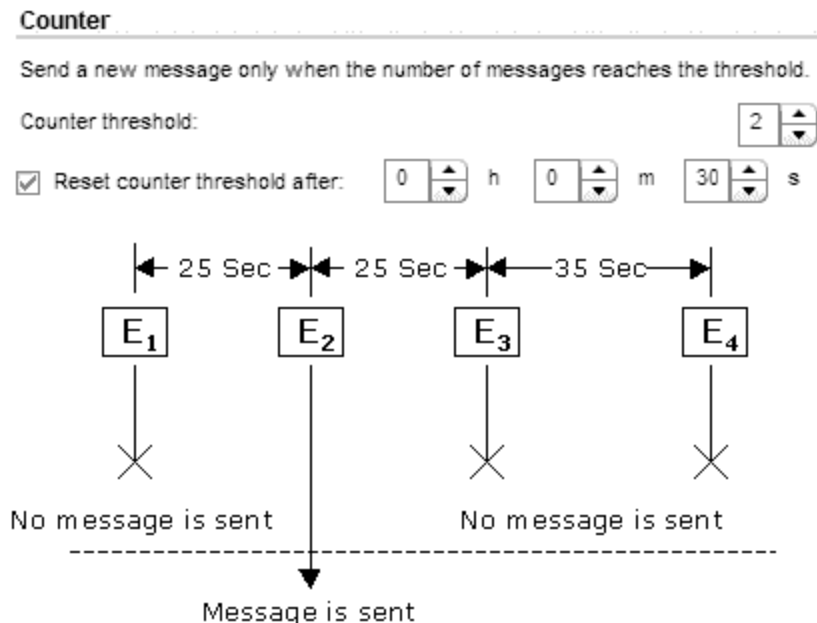 Counter
Send a new message only when the number of messages reaches the threshold.
Counter threshold: 2
Reset counter threshold after: 0 h 0 m 30 s
25 Sec 25 Sec 35 Sec
E1 E2 E3 E4
No message is sent No message is sent
Message is sent